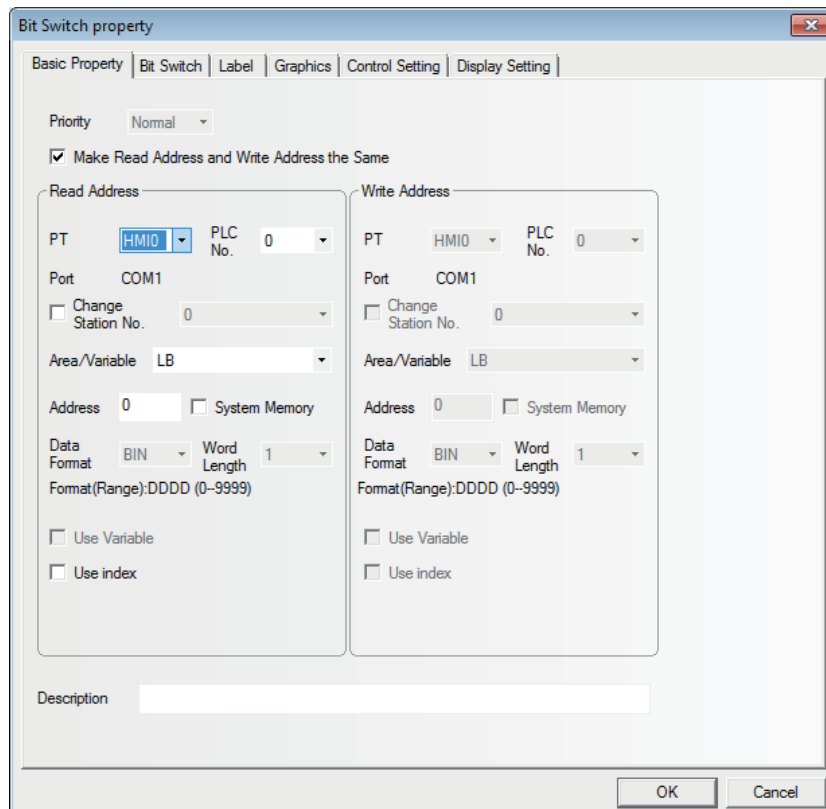 Bit Switch property
Basic Property Bit Switch Label Graphics Control Setting Display Setting
Priority Normal
Make Read Address and Write Address the Same
Read Address
PT HMI0 PLC No. 0
Port COM1
Change Station No. 0
Area/Variable LB
Address 0 System Memory
Data Format BIN Word Length 1
Format(Range):DDDD (0--9999)
Use Variable
Use index
Write Address
PT HMI0 PLC No. 0
Port COM1
Change Station No. 0
Area/Variable LB
Address 0 System Memory
Data Format BIN Word Length 1
Format(Range):DDDD (0--9999)
Use Variable
Use index
Description
OK Cancel